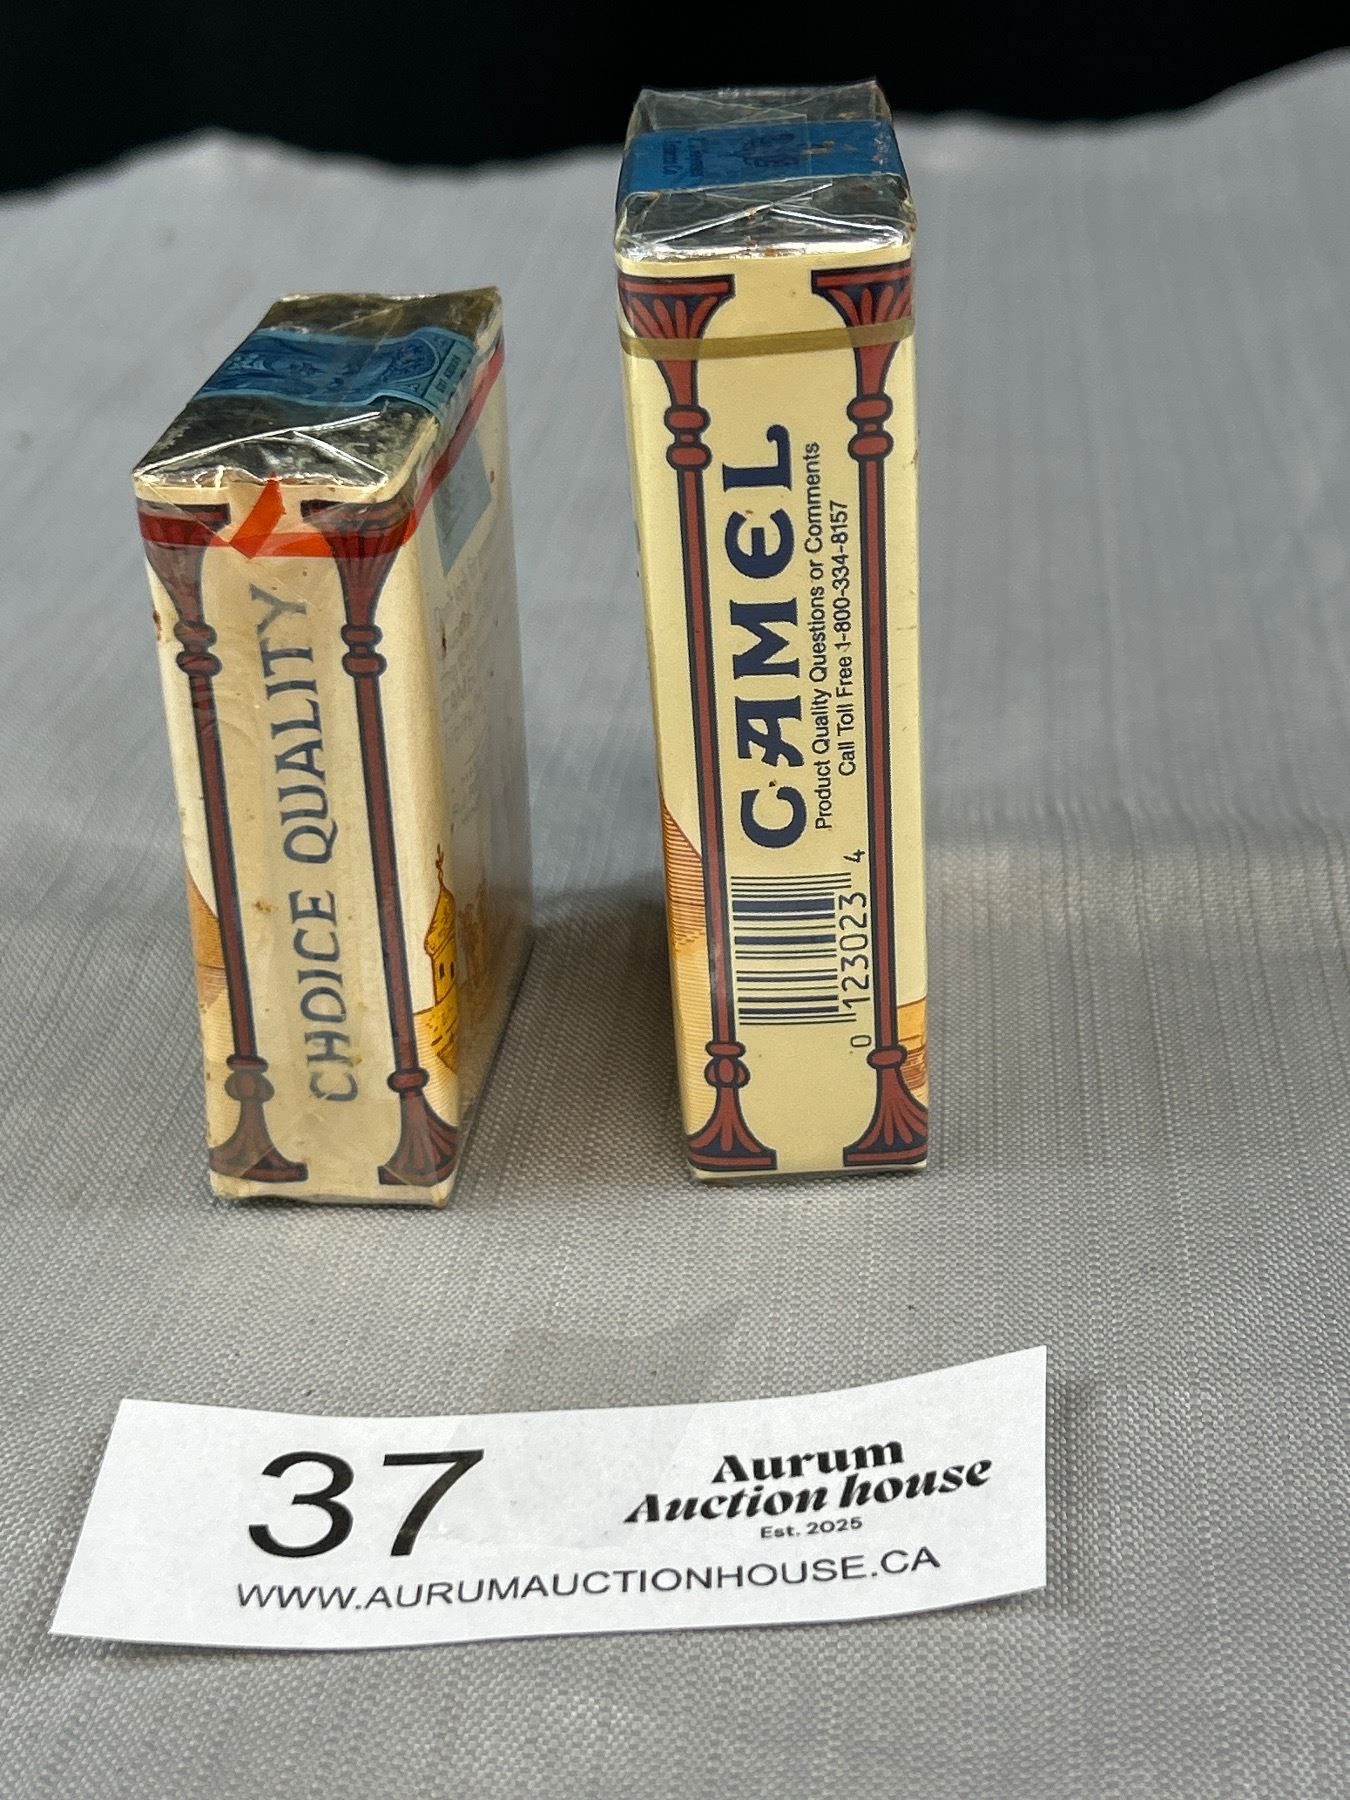 CHOICE QUALITY
CAMEL
Product Quality Questions or Comments
Call Toll Free 1-800-334-8157
0 123023 4
37
Aurum
Auction house
Est. 2025
WWW.AURUMAUCTIONHOUSE.CA